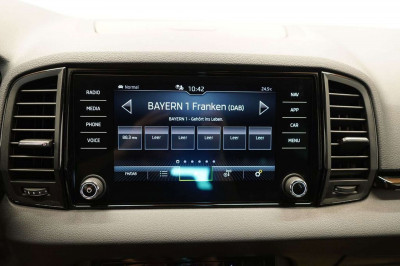 Normal 10:42 24.5°c
RADIO
MEDIA
PHONE
VOICE
BAYERN 1 Franken (DAB)
BAYERN 1 - Gehört ins Leben.
Leer Leer Leer Leer Leer
NAV
APP
CAR
MENU